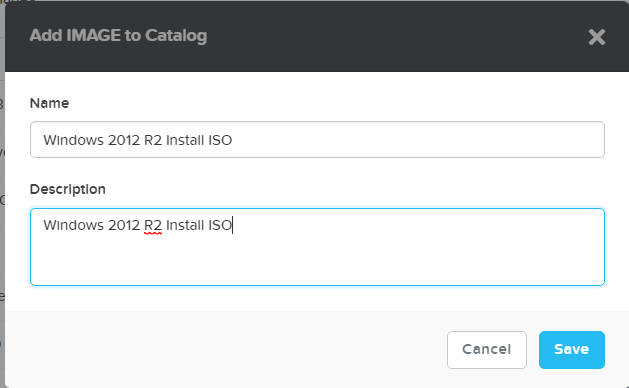 Add IMAGE to Catalog
Name
Windows 2012 R2 Install ISO
Description
Windows 2012 R2 Install ISO
Cancel
Save